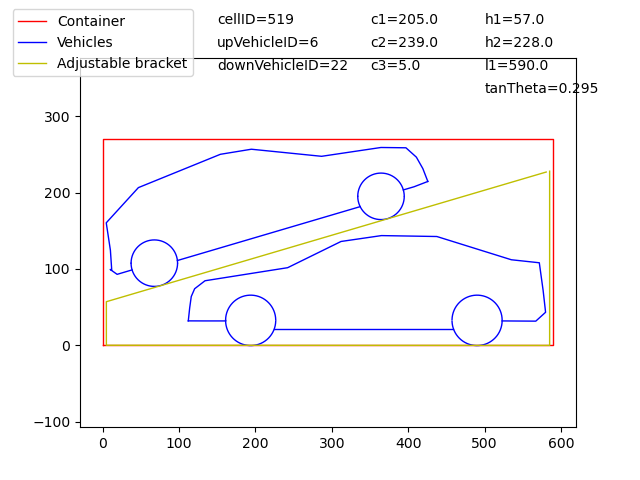 Container
Vehicles
Adjustable bracket
cellID=519 c1=205.0 h1=57.0
upVehicleID=6 c2=239.0 h2=228.0
downVehicleID=22 c3=5.0 l1=590.0
tanTheta=0.295
300
200
100
0
−100
0 100 200 300 400 500 600